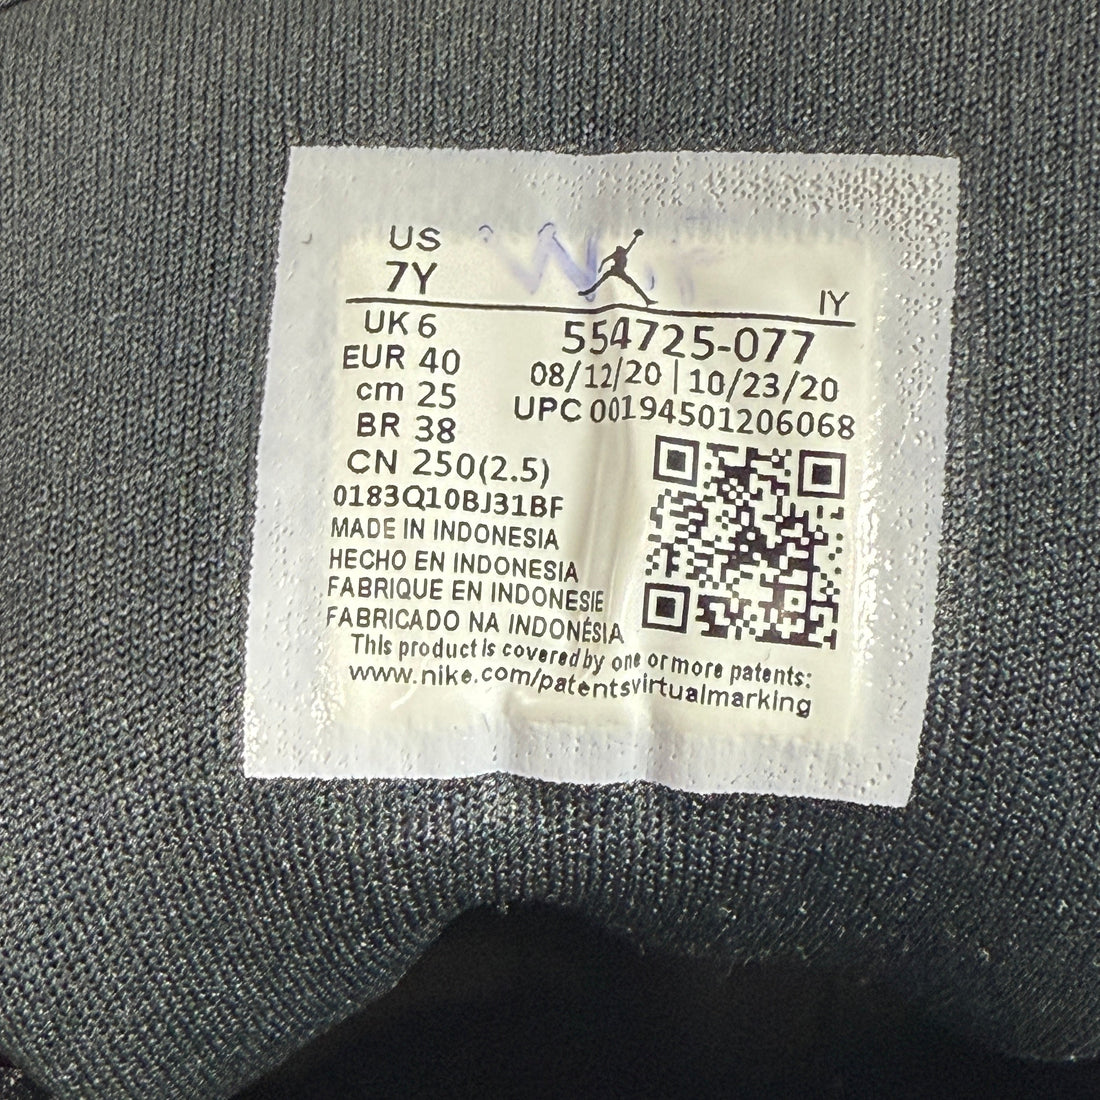 US
7Y
IY
UK 6
554725-077
EUR 40
08/12/20 | 10/23/20
cm 25
UPC 00194501206068
BR 38
CN 250(2.5)
0183Q10BJ31BF
MADE IN INDONESIA
HECHO EN INDONESIA
FABRIQUE EN INDONESIE
FABRICADO NA INDONÉSIA
This product is covered by one or more patents:
www.nike.com/patentsvirtualmarking